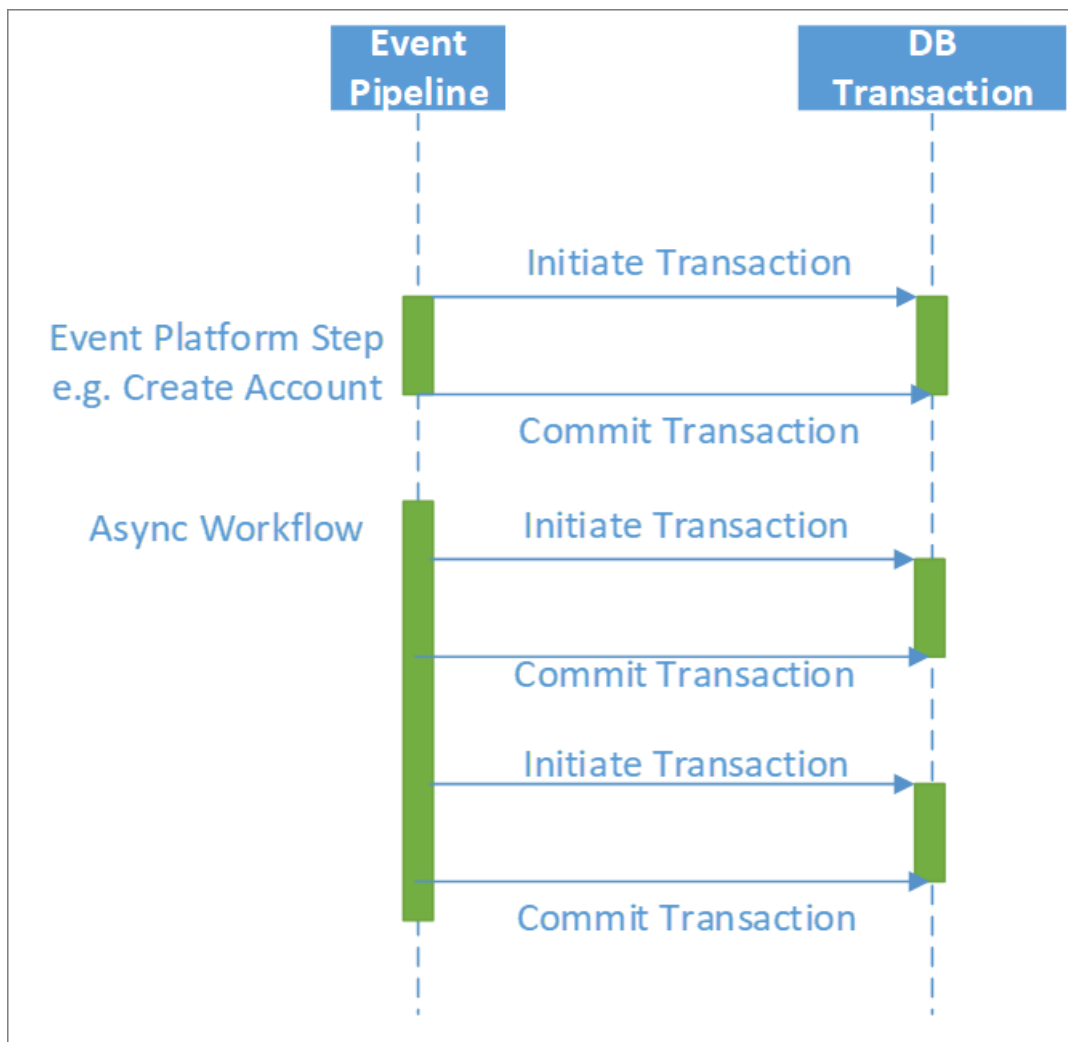 Event
Pipeline
DB
Transaction
Initiate Transaction
Event Platform Step
e.g. Create Account
Commit Transaction
Async Workflow
Initiate Transaction
Commit Transaction
Initiate Transaction
Commit Transaction